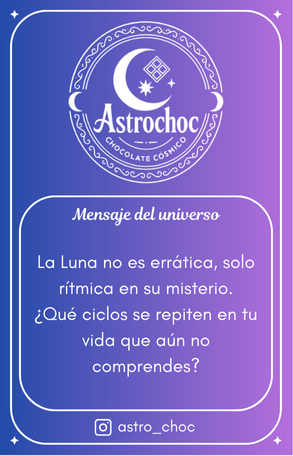 Astrochoc
CHOCOLATE CÓSMICO
Mensaje del universo
La Luna no es errática, solo
rítmica en su misterio.
¿Qué ciclos se repiten en tu
vida que aún no
comprendes?
astro_choc